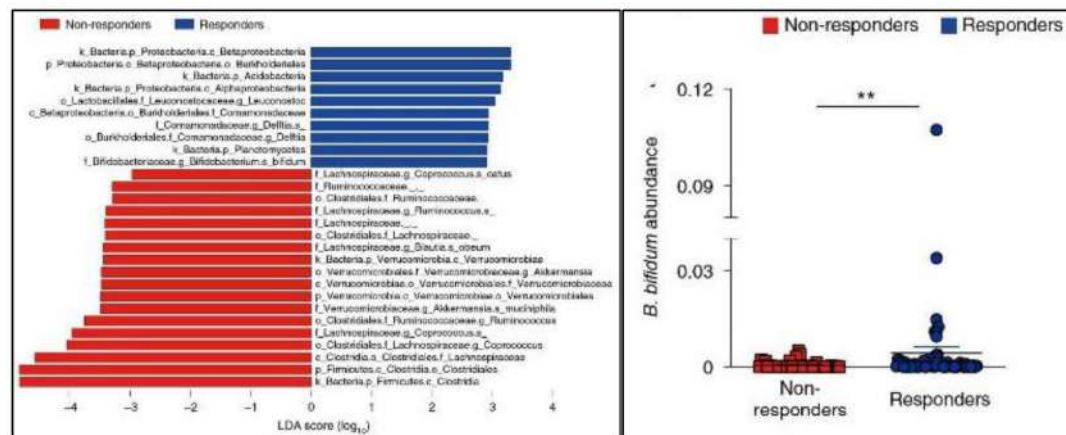 Non-responders Responders
k_Bacteria.p_Proteobacteria.c_Betaproteobacteria
p_Proteobacteria.c_Betaproteobacteria.o_Burkholderiales
k_Bacteria.p_Acidobacteria
k_Bacteria.p_Proteobacteria.c_Alphaproteobacteria
o_Lactobacillales.f_Leuconostocaceae.g_Leuconostoc
c_Betaproteobacteria.o_Burkholderiales.f_Comamonadaceae
f_Comamonadaceae.g_Delftia.s_
o_Burkholderiales.f_Comamonadaceae.g_Delftia
k_Bacteria.p_Planctomycetes
f_Bifidobacteriaceae.g_Bifidobacterium.s_bifidum
f_Lachnospiraceae.g_Coprococcus.s_catus
f_Ruminococcaceae._._
o_Clostridiales.f_Ruminococcaceae._
f_Lachnospiraceae.g_Ruminococcus.s_
f_Lachnospiraceae._._
o_Clostridiales.f_Lachnospiraceae._
f_Lachnospiraceae.g_Blautia.s_obeum
k_Bacteria.p_Verrucomicrobia.c_Verrucomicrobiae
o_Verrucomicrobiales.f_Verrucomicrobiaceae.g_Akkermansia
c_Verrucomicrobiae.o_Verrucomicrobiales.f_Verrucomicrobiaceae
p_Verrucomicrobia.c_Verrucomicrobiae.o_Verrucomicrobiales
f_Verrucomicrobiaceae.g_Akkermansia.s_muciniphila
o_Clostridiales.f_Ruminococcaceae.g_Ruminococcus
f_Lachnospiraceae.g_Coprococcus.s_
o_Clostridiales.f_Lachnospiraceae.g_Coprococcus
c_Clostridia.o_Clostridiales.f_Lachnospiraceae
p_Firmicutes.c_Clostridia.o_Clostridiales
k_Bacteria.p_Firmicutes.c_Clostridia
–4 –3 –2 –1 0 1 2 3 4
LDA score (log10)
Non-responders Responders
**
0.12
0.09
0.03
0
B. bifidum abundance
Non-
responders
Responders